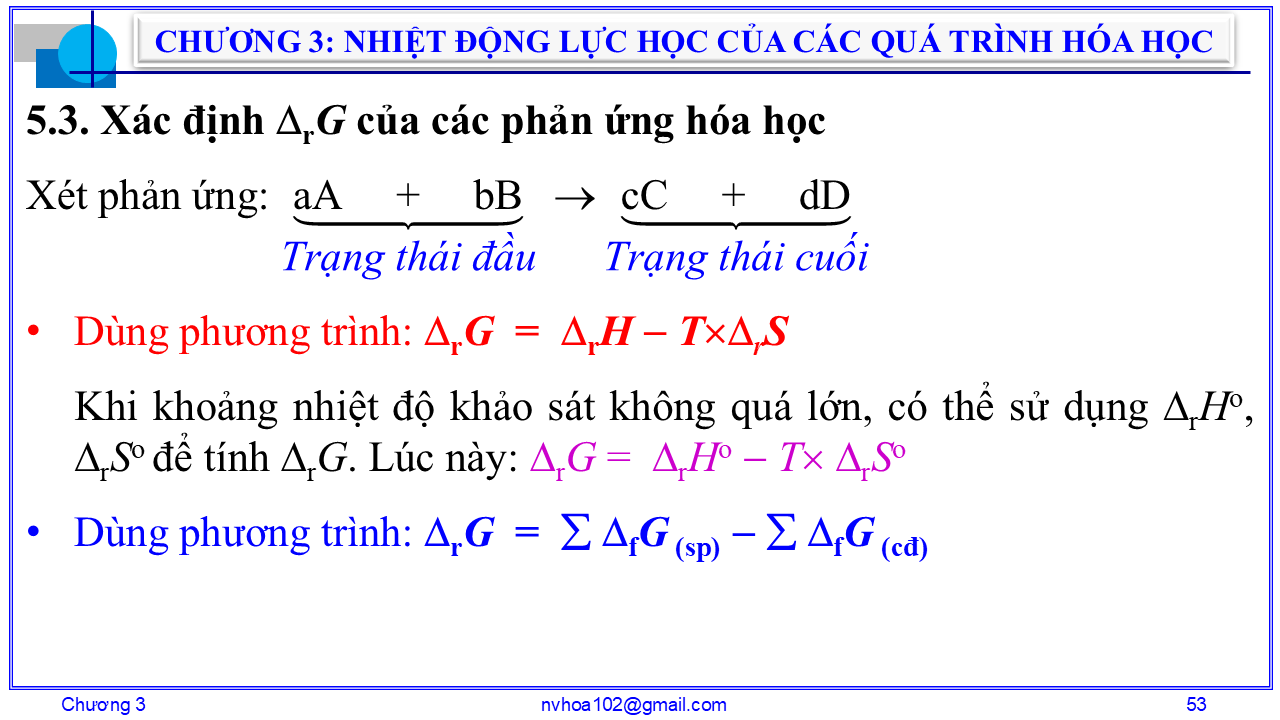 CHƯƠNG 3: NHIỆT ĐỘNG LỰC HỌC CỦA CÁC QUÁ TRÌNH HÓA HỌC
5.3. Xác định ΔrG của các phản ứng hóa học
Xét phản ứng: aA + bB → cC + dD
Trạng thái đầu Trạng thái cuối
• Dùng phương trình: ΔrG = ΔrH – T×ΔrS
Khi khoảng nhiệt độ khảo sát không quá lớn, có thể sử dụng ΔrHº,
ΔrSº để tính ΔrG. Lúc này: ΔrG = ΔrHº – T× ΔrSº
• Dùng phương trình: ΔrG = ∑ ΔfG (sp) – ∑ ΔfG (cđ)
Chương 3 nvhoa102@gmail.com 53